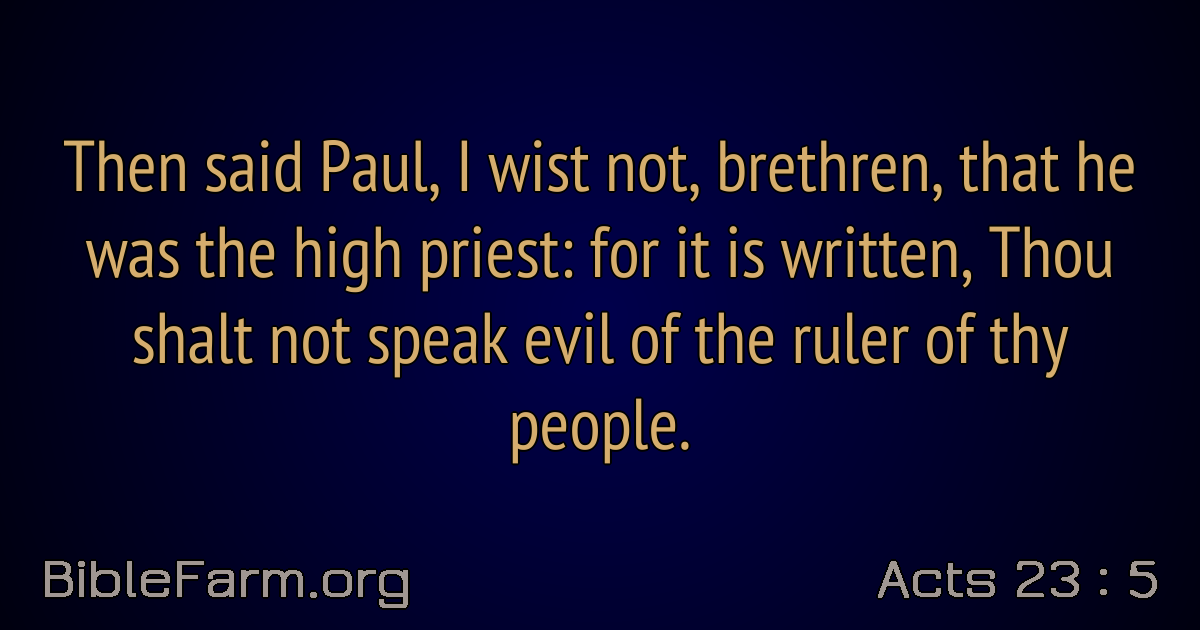 Then said Paul, I wist not, brethren, that he
was the high priest: for it is written, Thou
shalt not speak evil of the ruler of thy
people.
BibleFarm.org
Acts 23 : 5